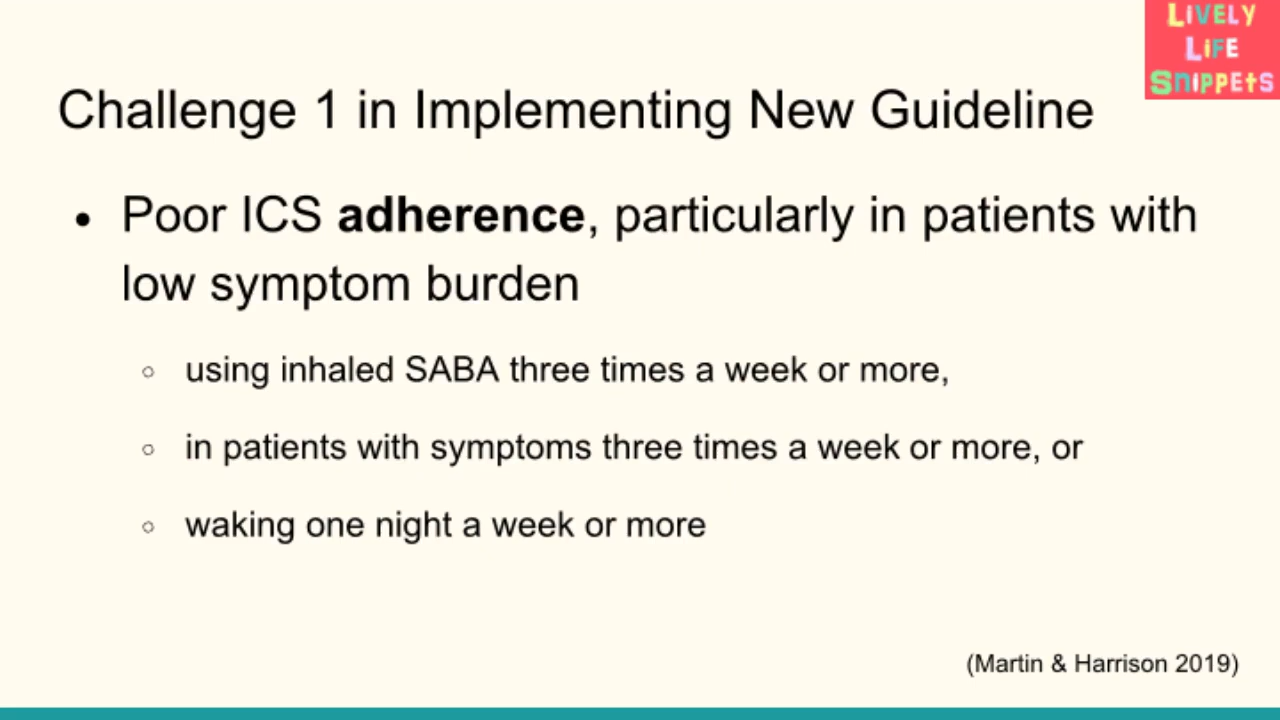 LIVELY
LIFE
SNIPPEtS
Challenge 1 in Implementing New Guideline
• Poor ICS adherence, particularly in patients with
low symptom burden
○ using inhaled SABA three times a week or more,
○ in patients with symptoms three times a week or more, or
○ waking one night a week or more
(Martin & Harrison 2019)